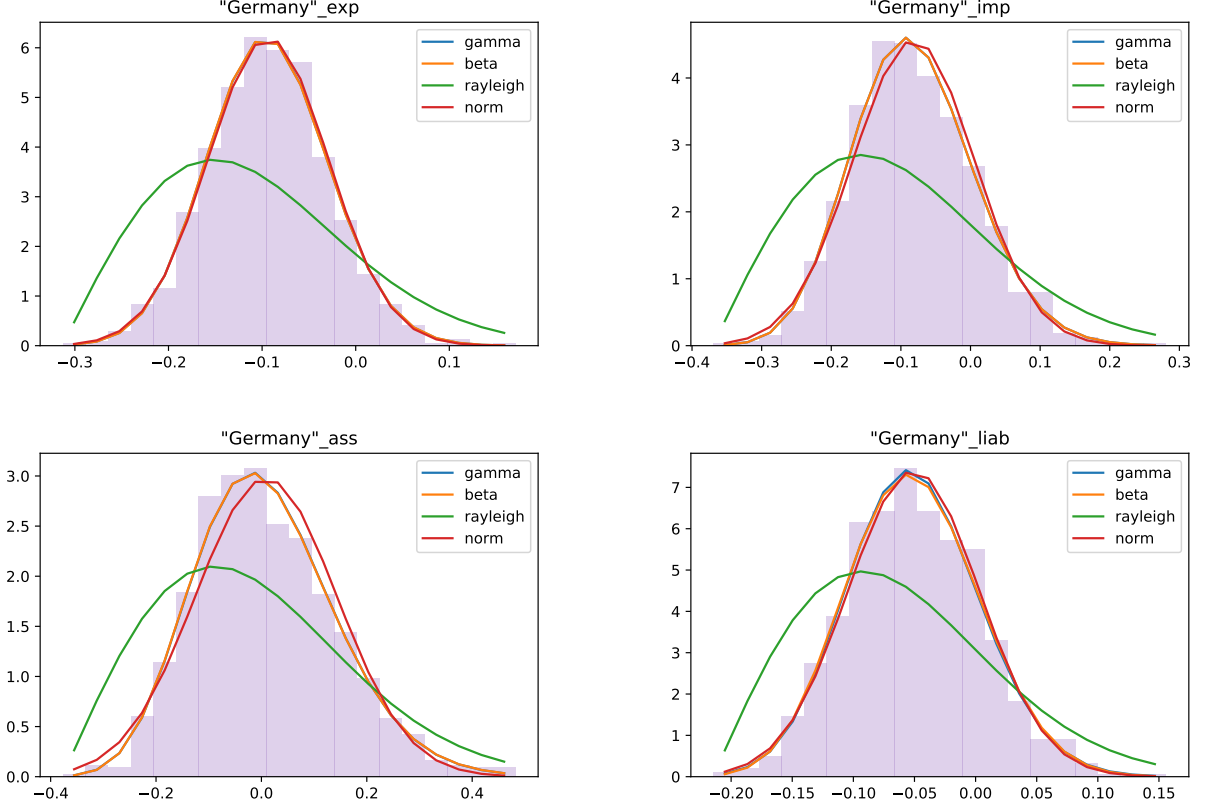 "Germany"_exp
6
5
4
3
2
1
0
−0.3 −0.2 −0.1 0.0 0.1
gamma
beta
rayleigh
norm
"Germany"_imp
4
3
2
1
0
−0.4 −0.3 −0.2 −0.1 0.0 0.1 0.2 0.3
gamma
beta
rayleigh
norm
"Germany"_ass
3.0
2.5
2.0
1.5
1.0
0.5
0.0
−0.4 −0.2 0.0 0.2 0.4
gamma
beta
rayleigh
norm
"Germany"_liab
7
6
5
4
3
2
1
0
−0.20 −0.15 −0.10 −0.05 0.00 0.05 0.10 0.15
gamma
beta
rayleigh
norm